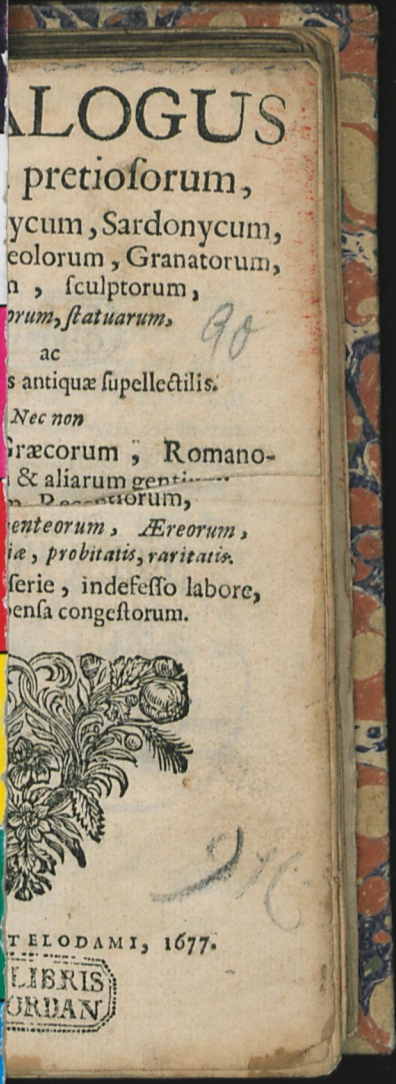 ALOGUS
pretioſorum,
ycum, Sardonycum,
eolorum, Granatorum,
n, ſculptorum,
orum, ſtatuarum,
90
ac
s antiquæ ſupellectilis.
Nec non
Græcorum, Romano-
& aliarum
enteorum, Æreorum,
iæ, probitatis, raritatis.
ſerie, indefeſſo labore,
penſa congeſtorum.
TELODAMI, 1677.
LIBRIS
ORDAN